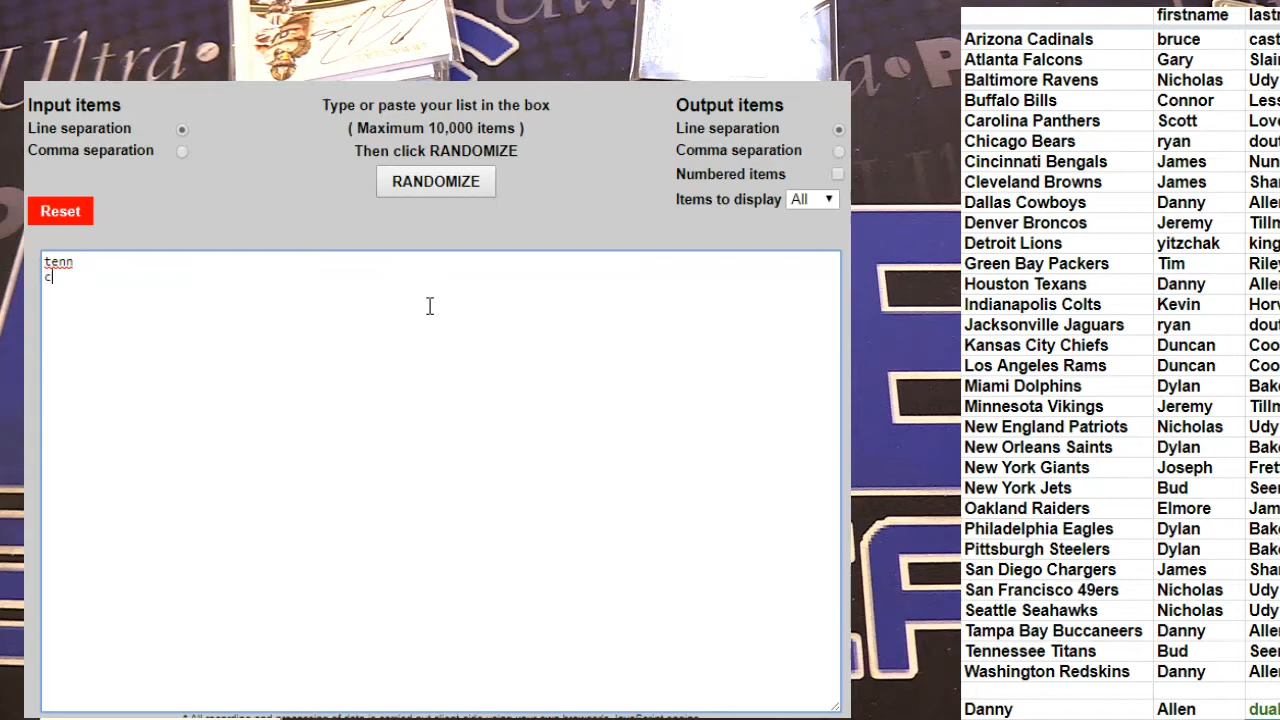 Ultra
Input items
Line separation
Comma separation
Reset
Type or paste your list in the box
( Maximum 10,000 items )
Then click RANDOMIZE
RANDOMIZE
Output items
Line separation
Comma separation
Numbered items
Items to display All
tenn
c
firstname
Arizona Cadinals bruce
Atlanta Falcons Gary
Baltimore Ravens Nicholas Udy
Buffalo Bills Connor
Carolina Panthers Scott
Chicago Bears ryan
Cincinnati Bengals James
Cleveland Browns James
Dallas Cowboys Danny
Denver Broncos Jeremy
Detroit Lions yitzchak
Green Bay Packers Tim
Houston Texans Danny
Indianapolis Colts Kevin
Jacksonville Jaguars ryan
Kansas City Chiefs Duncan
Los Angeles Rams Duncan
Miami Dolphins Dylan
Minnesota Vikings Jeremy
New England Patriots Nicholas Udy
New Orleans Saints Dylan
New York Giants Joseph
New York Jets Bud
Oakland Raiders Elmore
Philadelphia Eagles Dylan
Pittsburgh Steelers Dylan
San Diego Chargers James
San Francisco 49ers Nicholas Udy
Seattle Seahawks Nicholas Udy
Tampa Bay Buccaneers Danny
Tennessee Titans Bud
Washington Redskins Danny
Danny Allen dual